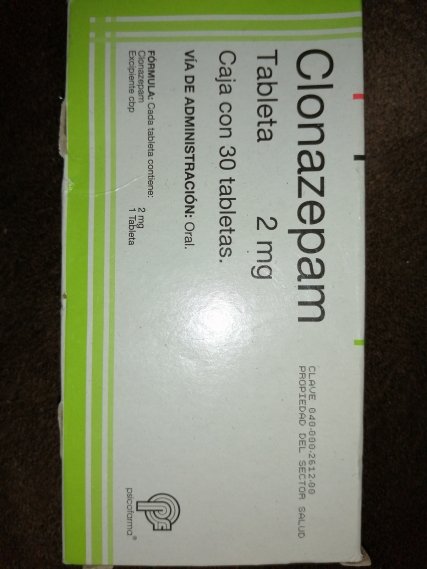 Clonazepam
Tableta 2 mg
Caja con 30 tabletas.
VÍA DE ADMINISTRACIÓN: Oral.
FÓRMULA: Cada tableta contiene:
Clonazepam 2 mg
Excipiente cbp 1 Tableta
CLAVE 040-000-2612-00
PROPIEDAD DEL SECTOR SALUD
psicofarma®